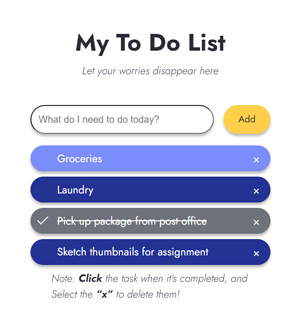 My To Do List
Let your worries disappear here
What do I need to do today?
Add
Groceries ×
Laundry ×
Pick up package from post office ×
Sketch thumbnails for assignment ×
Note: Click the task when it's completed, and
Select the “x” to delete them!